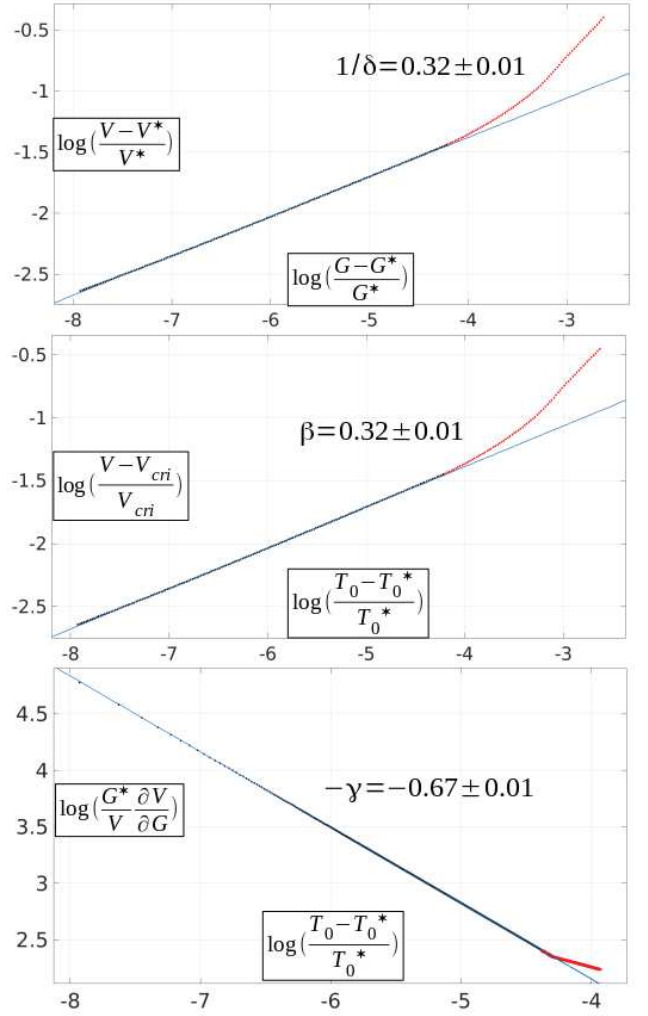 -0.5
1/δ=0.32±0.01
-1
log(V−V*/V*)
-1.5
-2
log(G−G*/G*)
-2.5
-8 -7 -6 -5 -4 -3
-0.5
-1
β=0.32±0.01
log(V−V_cri/V_cri)
-1.5
-2
log(T_0−T_0*/T_0*)
-2.5
-8 -7 -6 -5 -4 -3
4.5
4
−γ=−0.67±0.01
log(G*/V ∂V/∂G)
3.5
3
log(T_0−T_0*/T_0*)
2.5
-8 -7 -6 -5 -4